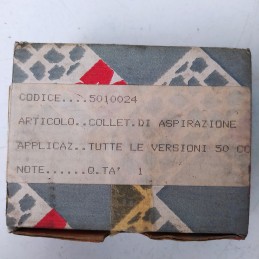 CODICE....5010024
ARTICOLO..COLLET.DI ASPIRAZIONE
APPLICAZ..TUTTE LE VERSIONI 50 CC
NOTE......Q.TA' 1